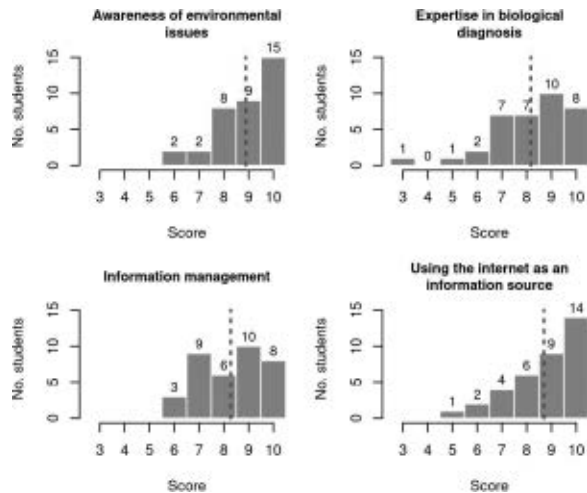 Awareness of environmental
issues
No. students
15
10
5
0
2 2 8 9 15
3 4 5 6 7 8 9 10
Score
Expertise in biological
diagnosis
No. students
15
10
5
0
1 0 1 2 7 7 10 8
3 4 5 6 7 8 9 10
Score
Information management
No. students
15
10
5
0
3 9 6 10 8
3 4 5 6 7 8 9 10
Score
Using the internet as an
information source
No. students
15
10
5
0
1 2 4 6 9 14
3 4 5 6 7 8 9 10
Score